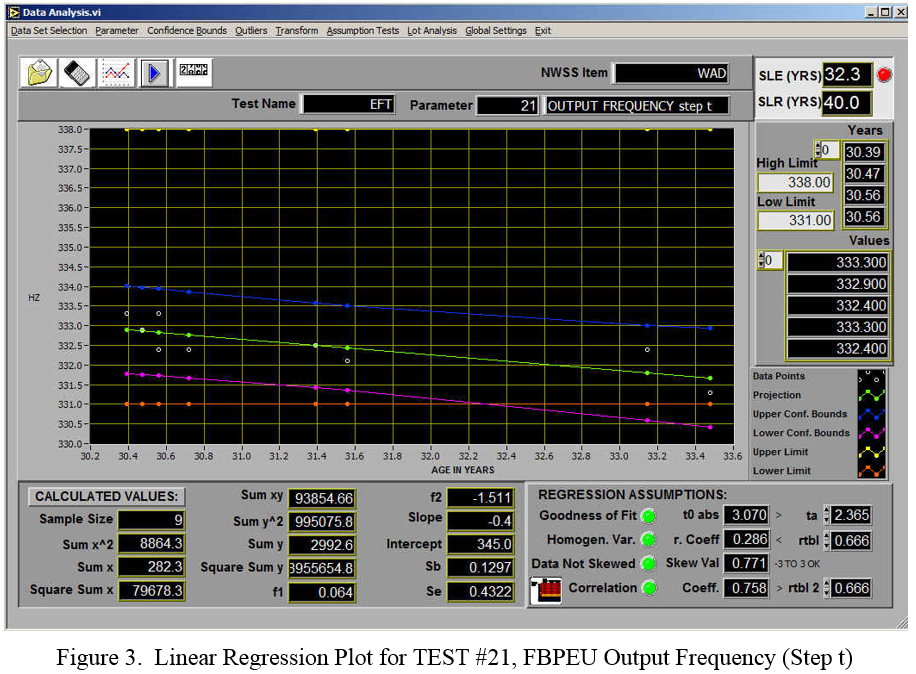 Data Analysis.vi
Data Set Selection Parameter Confidence Bounds Outliers Transform Assumption Tests Lot Analysis Global Settings Exit
NWSS Item WAD
Test Name EFT Parameter 21 OUTPUT FREQUENCY step t
SLE (YRS) 32.3
SLR (YRS) 40.0
338.0
337.5
337.0
336.5
336.0
335.5
335.0
334.5
334.0
333.5
333.0
332.5
332.0
331.5
331.0
330.5
330.0
HZ
30.2 30.4 30.6 30.8 31.0 31.2 31.4 31.6 31.8 32.0 32.2 32.4 32.6 32.8 33.0 33.2 33.4 33.6
AGE IN YEARS
Years
0 30.39
30.47
30.56
30.56
High Limit
338.00
Low Limit
331.00
Values
0 333.300
332.900
332.400
333.300
332.400
Data Points
Projection
Upper Conf. Bounds
Lower Conf. Bounds
Upper Limit
Lower Limit
CALCULATED VALUES:
Sample Size 9
Sum x^2 8864.3
Sum x 282.3
Square Sum x 79678.3
Sum xy 93854.66
Sum y^2 995075.8
Sum y 2992.6
Square Sum y 8955654.8
f1 0.064
f2 -1.511
Slope -0.4
Intercept 345.0
Sb 0.1297
Se 0.4322
REGRESSION ASSUMPTIONS:
Goodness of Fit t0 abs 3.070 > ta 2.365
Homogen. Var. r. Coeff 0.286 < rtbl 0.666
Data Not Skewed Skew Val 0.771 -3 TO 3 OK
Correlation Coeff. 0.758 > rtbl 2 0.666
Figure 3. Linear Regression Plot for TEST #21, FBPEU Output Frequency (Step t)